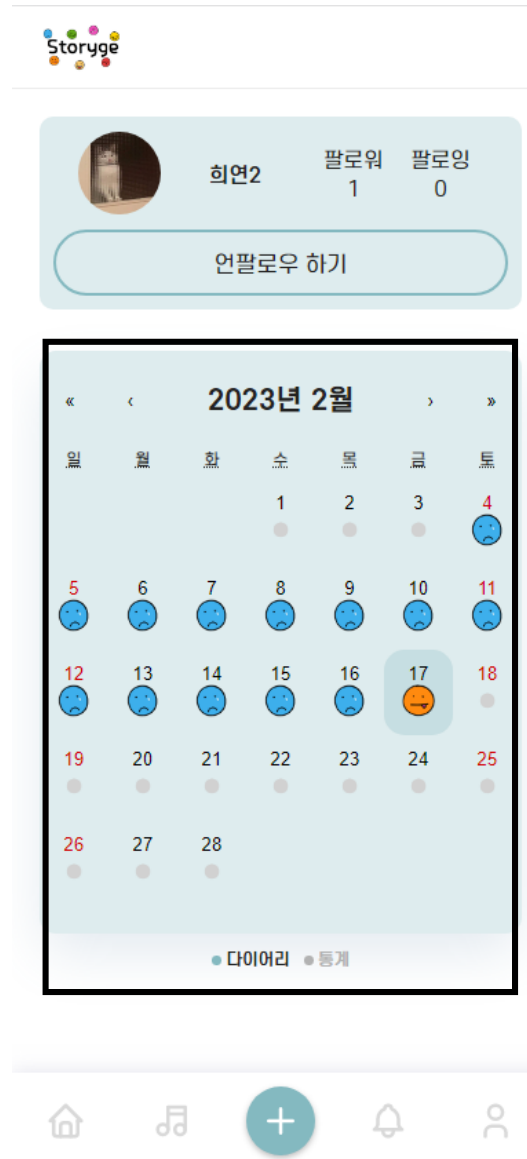 Storyge
희연2 팔로워 팔로잉
1 0
언팔로우 하기
« ‹ 2023년 2월 › »
일 월 화 수 목 금 토
1 2 3 4
5 6 7 8 9 10 11
12 13 14 15 16 17 18
19 20 21 22 23 24 25
26 27 28
다이어리 통계